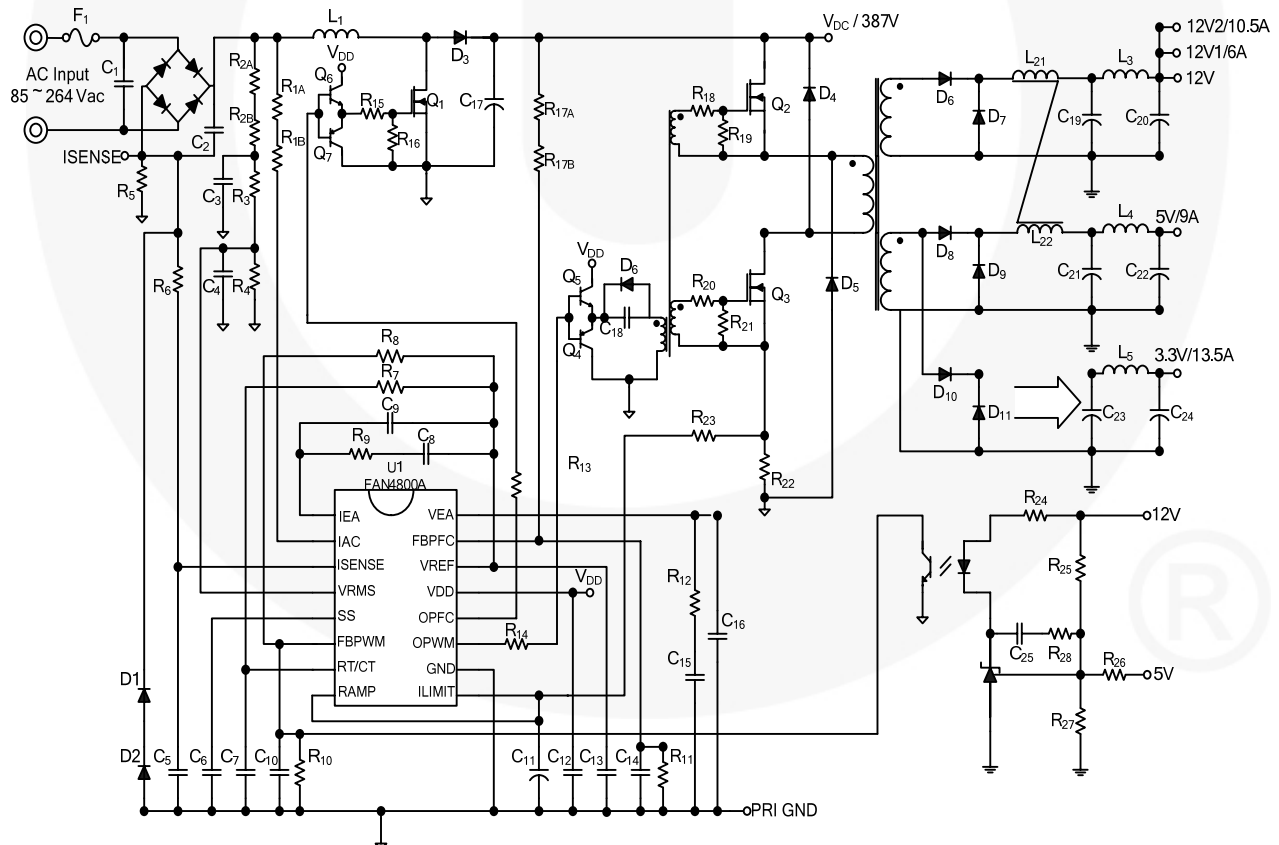 F1
L1
VDC / 387V
12V2/10.5A
12V1/6A
12V
AC Input
85 ~ 264 Vac
C1
C2
ISENSE
R5
R2A
R2B
R1A
R1B
VDD
Q6
Q7
R15
R16
Q1
D3
C17
R17A
R17B
R18
R19
Q2
D4
D6
D7
L21
L3
C19
C20
C3
R3
C4
R4
R6
VDD
Q5
Q4
D6
C18
R20
R21
Q3
D5
D8
D9
L22
L4
5V/9A
C21
C22
R8
R7
C9
R9
C8
D10
D11
L5
3.3V/13.5A
C23
C24
R13
R23
R22
U1
FAN4800A
IEA
IAC
ISENSE
VRMS
SS
FBPWM
RT/CT
RAMP
VEA
FBPFC
VREF
VDD
OPFC
OPWM
GND
ILIMIT
VDD
R14
R12
C15
C16
R24
12V
R25
C25
R28
R26
5V
R27
D1
D2
C5
C6
C7
C10
R10
C11
C12
C13
C14
R11
PRI GND
®